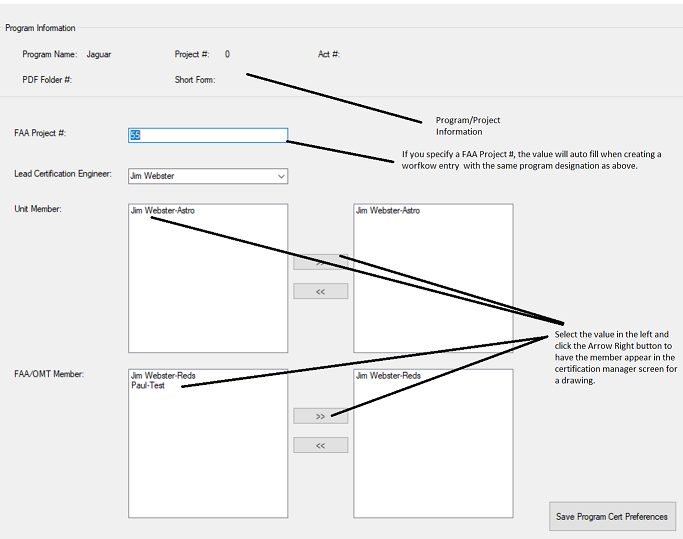 Program Information
Program Name: Jaguar Project #: 0 Act #:
PDF Folder #: Short Form:
Program/Project
Information
FAA Project #: 55
If you specify a FAA Project #, the value will auto fill when creating a
worfkow entry with the same program designation as above.
Lead Certification Engineer: Jim Webster
Unit Member:
Jim Webster-Astro
Jim Webster-Astro
>>
<<
Select the value in the left and
click the Arrow Right button to
have the member appear in the
certification manager screen for
a drawing.
FAA/OMT Member:
Jim Webster-Reds
Paul-Test
Jim Webster-Reds
>>
<<
Save Program Cert Preferences